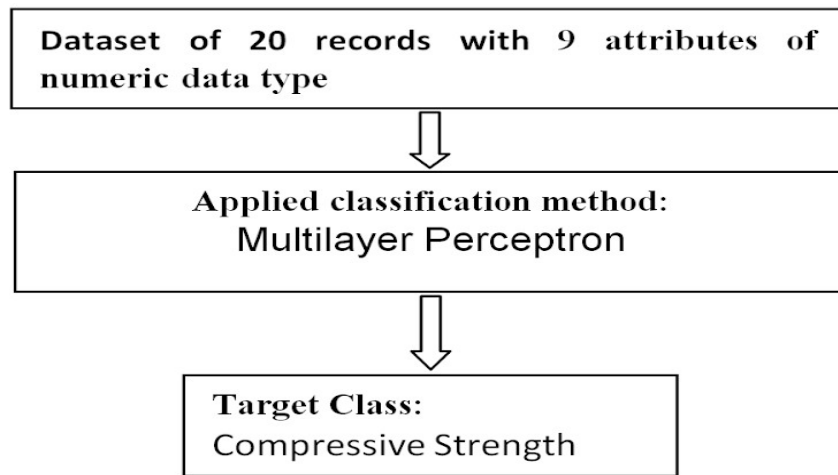 Dataset of 20 records with 9 attributes of
numeric data type
Applied classification method:
Multilayer Perceptron
Target Class:
Compressive Strength